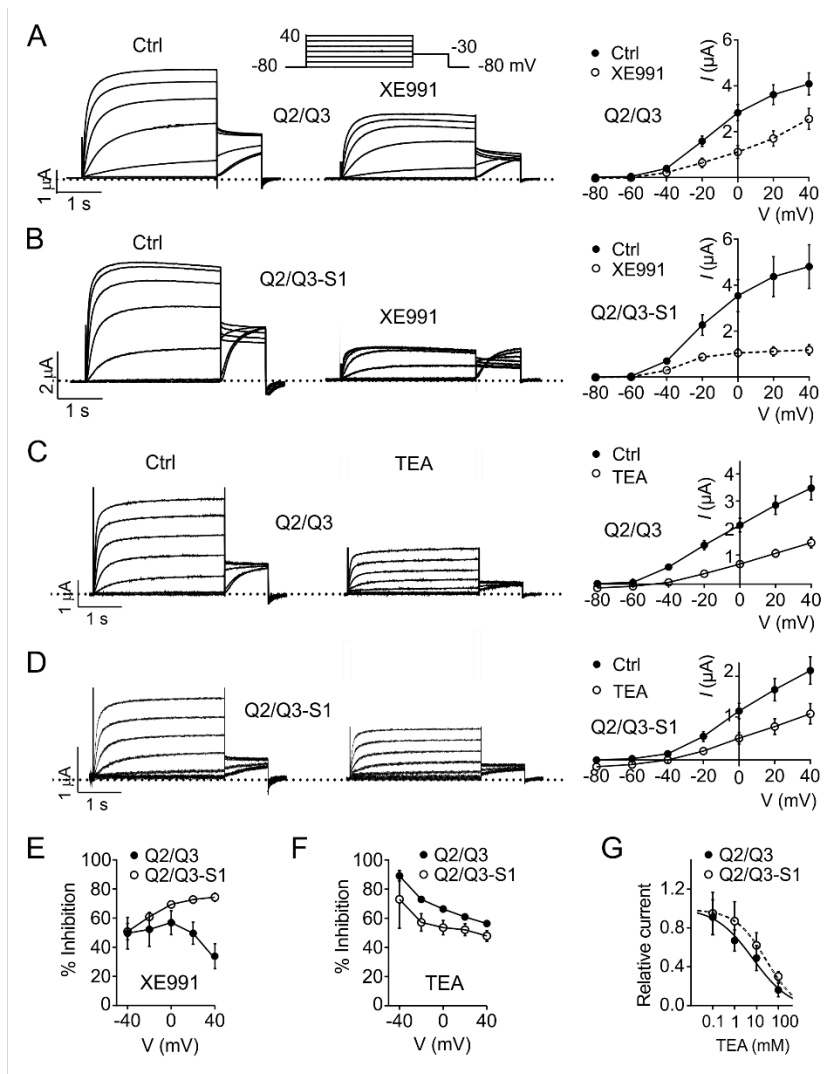 A
Ctrl
40
-80
-30
-80 mV
XE991
Q2/Q3
1 µA
1 s
Ctrl
XE991
Q2/Q3
I (µA)
6
4
2
-80 -60 -40 -20 0 20 40
V (mV)
B
Ctrl
Q2/Q3-S1
XE991
2 µA
1 s
Ctrl
XE991
Q2/Q3-S1
I (µA)
6
4
2
-80 -60 -40 -20 0 20 40
V (mV)
C
Ctrl
TEA
Q2/Q3
1 µA
1 s
Ctrl
TEA
Q2/Q3
I (µA)
4
3
2
1
-80 -60 -40 -20 0 20 40
V (mV)
D
Q2/Q3-S1
1 µA
1 s
Ctrl
TEA
Q2/Q3-S1
I (µA)
2
1
-80 -60 -40 -20 0 20 40
V (mV)
E
Q2/Q3
Q2/Q3-S1
% Inhibition
100
80
60
40
20
0
XE991
-40 0 40
V (mV)
F
Q2/Q3
Q2/Q3-S1
% Inhibition
100
80
60
40
20
0
TEA
-40 0 40
V (mV)
G
Q2/Q3
Q2/Q3-S1
Relative current
1.2
0.8
0.4
0.0
0.1 1 10 100
TEA (mM)